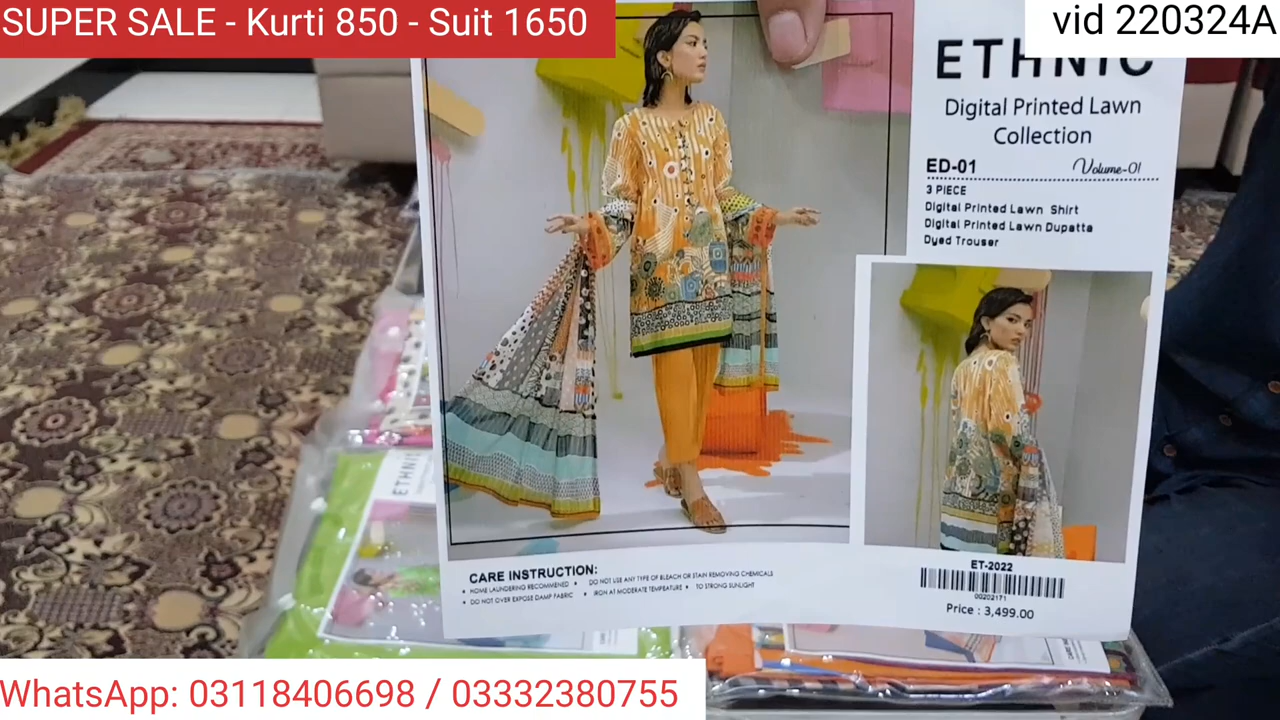 SUPER SALE - Kurti 850 - Suit 1650
vid 220324A
ETHNIC
Digital Printed Lawn
Collection
ED-01
Volume-01
3 PIECE
Digital Printed Lawn Shirt
Digital Printed Lawn Dupatta
Dyed Trouser
CARE INSTRUCTION:
• HOME LAUNDERING RECOMMENED • DO NOT USE ANY TYPE OF BLEACH OR STAIN REMOVING CHEMICALS
• DO NOT OVER EXPOSE DAMP FABRIC • IRON AT MODERATE TEMPEATURE • TO STRONG SUNLIGHT
ET-2022
00202171
Price : 3,499.00
ETHNIC
WhatsApp: 03118406698 / 03332380755